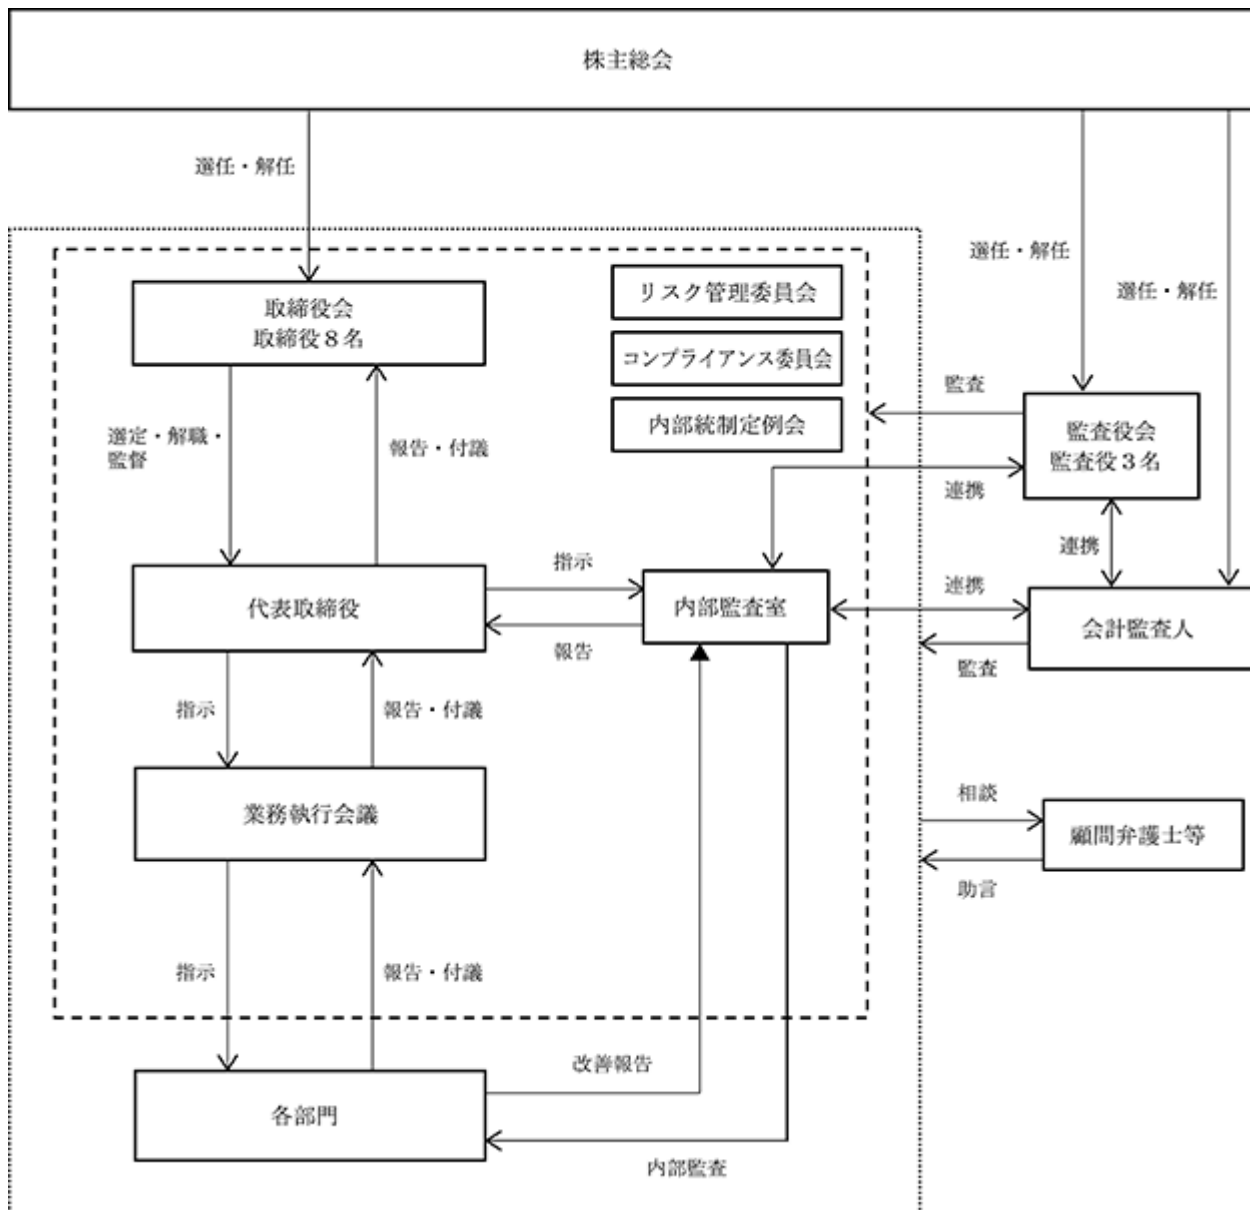 株主総会
選任・解任
選任・解任
選任・解任
取締役会
取締役８名
リスク管理委員会
コンプライアンス委員会
内部統制定例会
監査
監査役会
監査役３名
選定・解職・
監督
報告・付議
連携
連携
指示
代表取締役
内部監査室
連携
会計監査人
報告
監査
指示
報告・付議
業務執行会議
相談
顧問弁護士等
助言
指示
報告・付議
改善報告
各部門
内部監査